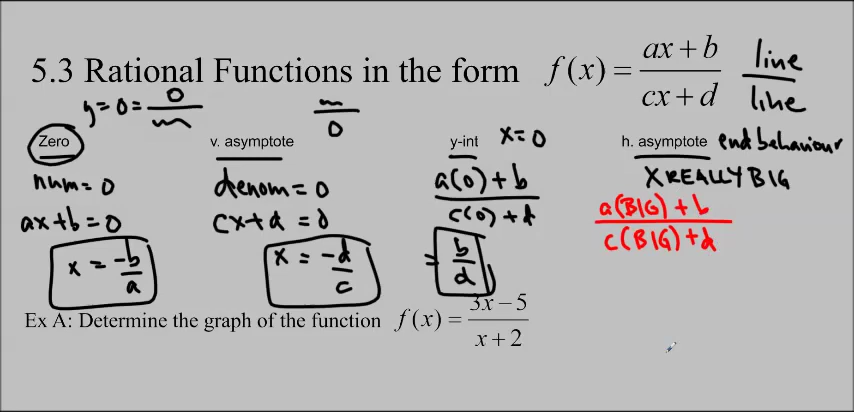 5.3 Rational Functions in the form f(x) = (ax + b)/(cx + d) line/line
y = 0 = 0/m
m/0
Zero
v. asymptote
y-int x = 0
h. asymptote end behaviour
num = 0
denom = 0
a(0) + b / c(0) + d
X REALLY BIG
ax + b = 0
cx + d = 0
a(BIG) + b / c(BIG) + d
x = -b/a
x = -d/c
= b/d
Ex A: Determine the graph of the function f(x) = (3x − 5)/(x + 2)